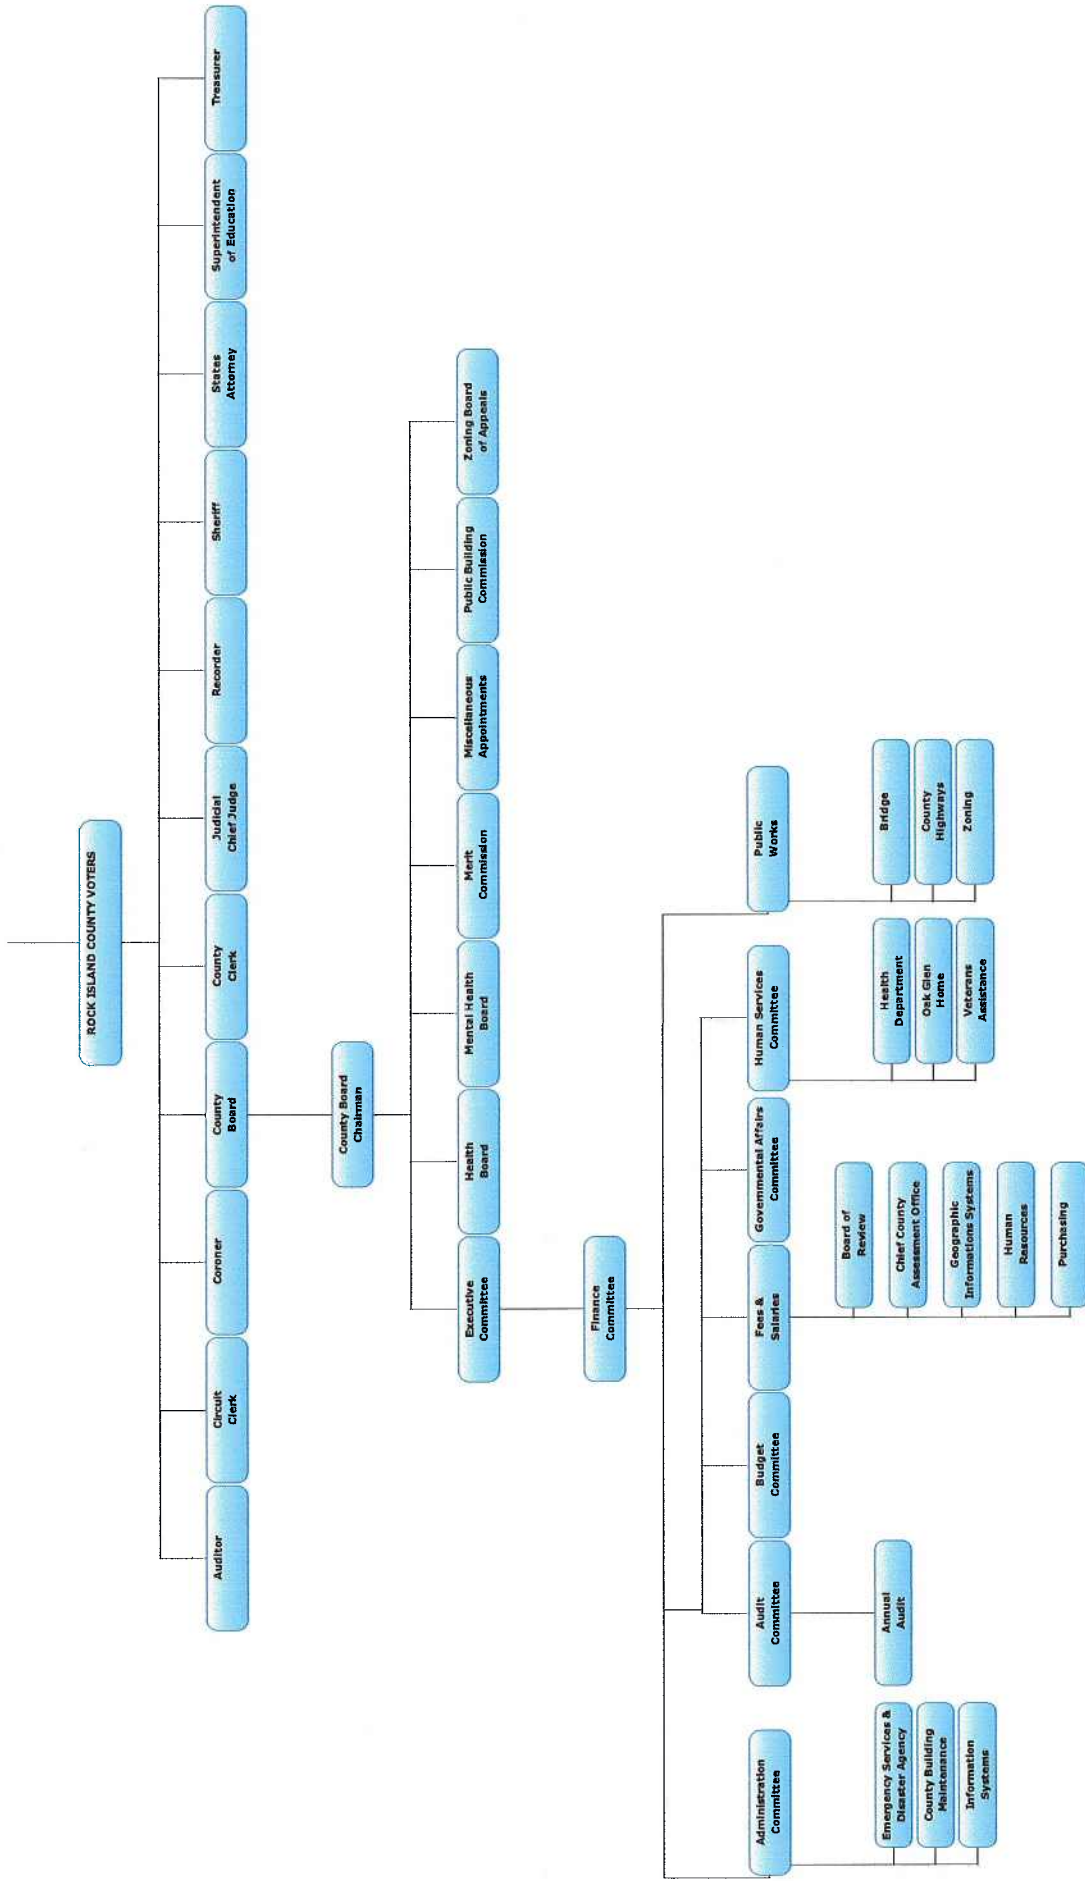 ROCK ISLAND COUNTY VOTERS
Auditor
Circuit
Clerk
Coroner
County
Board
County
Clerk
Judicial
Chief Judge
Recorder
Sheriff
States
Attorney
Superintendent
of Education
Treasurer
County Board
Chairman
Executive
Committee
Health
Board
Mental Health
Board
Merit
Commission
Miscellaneous
Appointments
Public Building
Commission
Zoning Board
of Appeals
Finance
Committee
Administration
Committee
Audit
Committee
Budget
Committee
Fees &
Salaries
Governmental Affairs
Committee
Human Services
Committee
Public
Works
Emergency Services &
Disaster Agency
County Building
Maintenance
Information
Systems
Annual
Audit
Board of
Review
Chief County
Assessment Office
Geographic
Informations Systems
Human
Resources
Purchasing
Health
Department
Oak Glen
Home
Veterans
Assistance
Bridge
County
Highways
Zoning